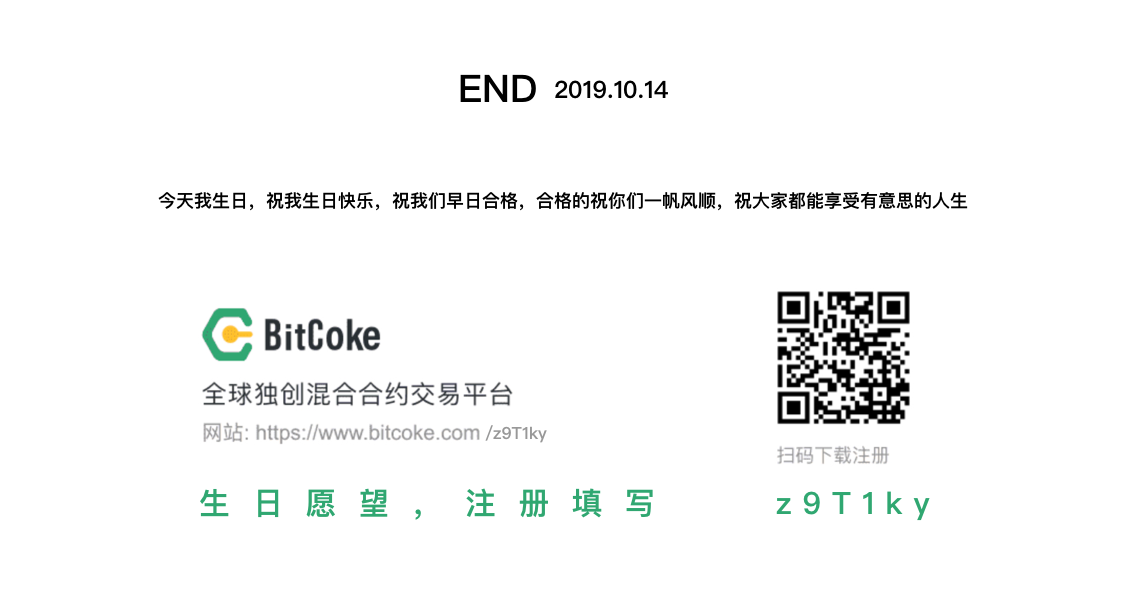 END 2019.10.14
今天我生日，祝我生日快乐，祝我们早日合格，合格的祝你们一帆风顺，祝大家都能享受有意思的人生
BitCoke
全球独创混合合约交易平台
网站: https://www.bitcoke.com /z9T1ky
扫码下载注册
生日愿望，注册填写 z9T1ky